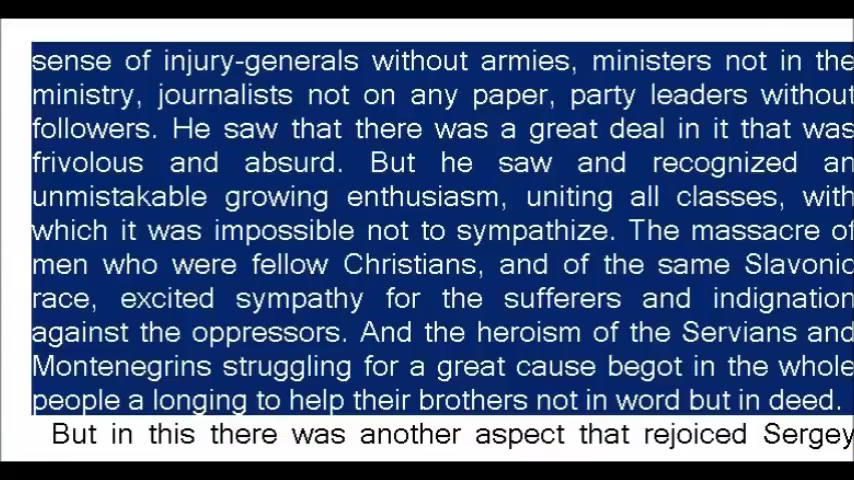 sense of injury-generals without armies, ministers not in the
ministry, journalists not on any paper, party leaders without
followers. He saw that there was a great deal in it that was
frivolous and absurd. But he saw and recognized an
unmistakable growing enthusiasm, uniting all classes, with
which it was impossible not to sympathize. The massacre of
men who were fellow Christians, and of the same Slavonic
race, excited sympathy for the sufferers and indignation
against the oppressors. And the heroism of the Servians and
Montenegrins struggling for a great cause begot in the whole
people a longing to help their brothers not in word but in deed.
But in this there was another aspect that rejoiced Sergey